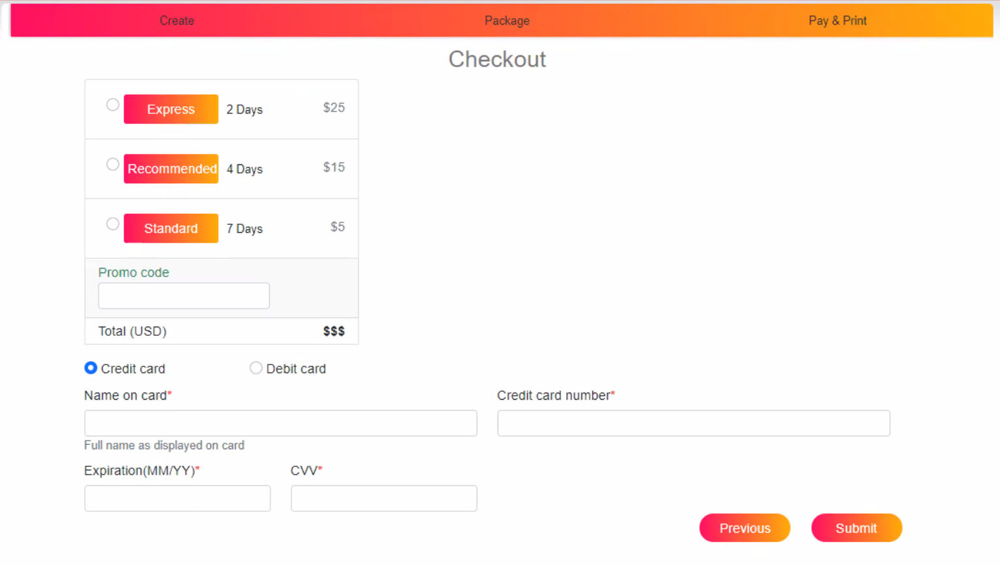 Create Package Pay & Print
Checkout
Express 2 Days $25
Recommended 4 Days $15
Standard 7 Days $5
Promo code
Total (USD) $$$
Credit card Debit card
Name on card* Credit card number*
Full name as displayed on card
Expiration(MM/YY)* CVV*
Previous Submit